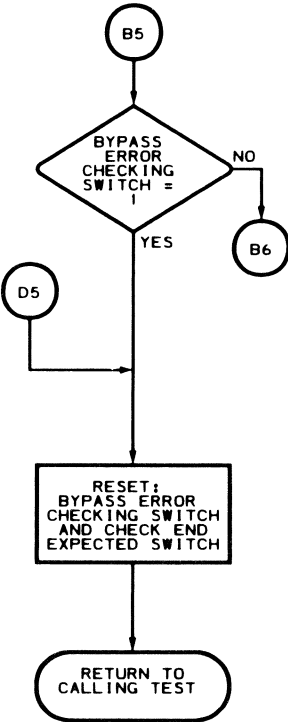 B5
BYPASS
ERROR
CHECKING
SWITCH =
1
NO
YES
B6
D5
RESET:
BYPASS ERROR
CHECKING SWITCH
AND CHECK END
EXPECTED SWITCH
RETURN TO
CALLING TEST